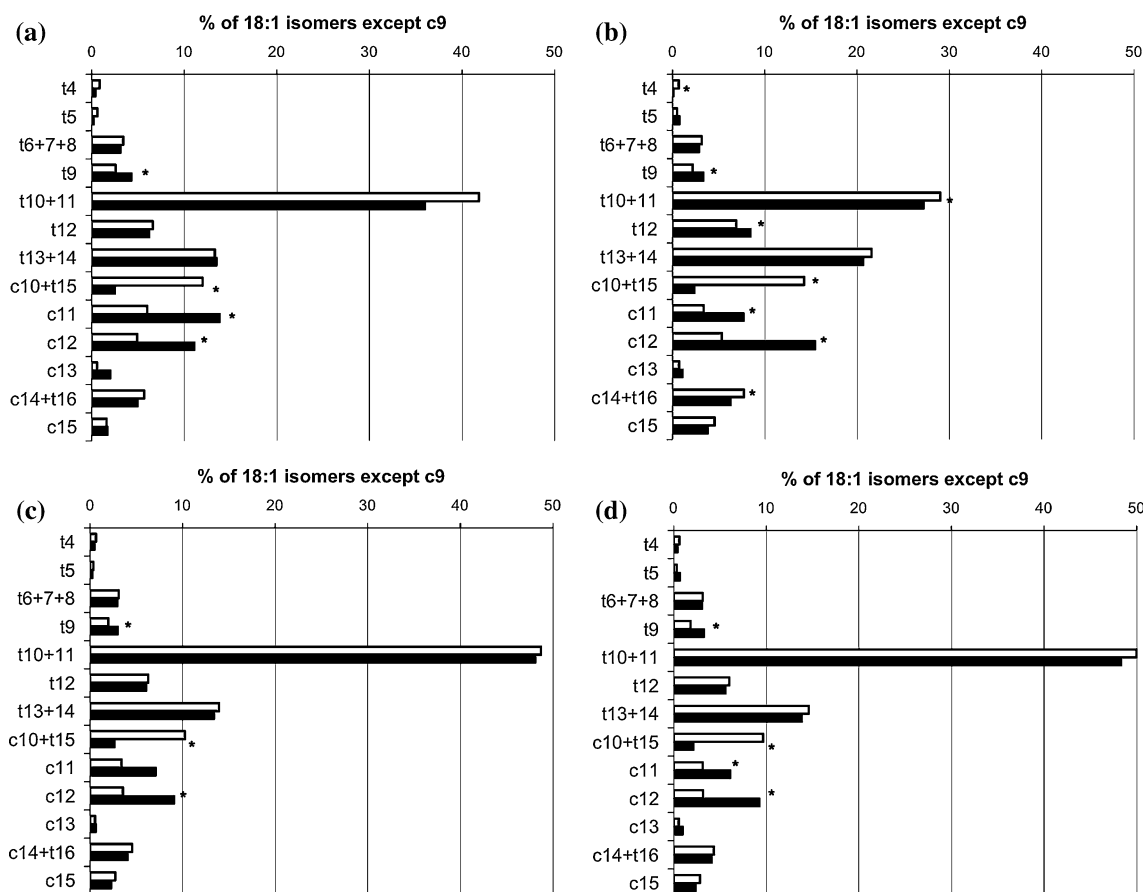 (a)
% of 18:1 isomers except c9
0 10 20 30 40 50
t4
t5
t6+7+8
t9 *
t10+11
t12
t13+14
c10+t15 *
c11 *
c12 *
c13
c14+t16
c15
(b)
% of 18:1 isomers except c9
0 10 20 30 40 50
t4 *
t5
t6+7+8
t9 *
t10+11 *
t12 *
t13+14
c10+t15 *
c11 *
c12 *
c13
c14+t16 *
c15
(c)
% of 18:1 isomers except c9
0 10 20 30 40 50
t4
t5
t6+7+8
t9 *
t10+11
t12
t13+14
c10+t15 *
c11
c12 *
c13
c14+t16
c15
(d)
% of 18:1 isomers except c9
0 10 20 30 40 50
t4
t5
t6+7+8
t9 *
t10+11
t12
t13+14
c10+t15 *
c11 *
c12 *
c13
c14+t16
c15